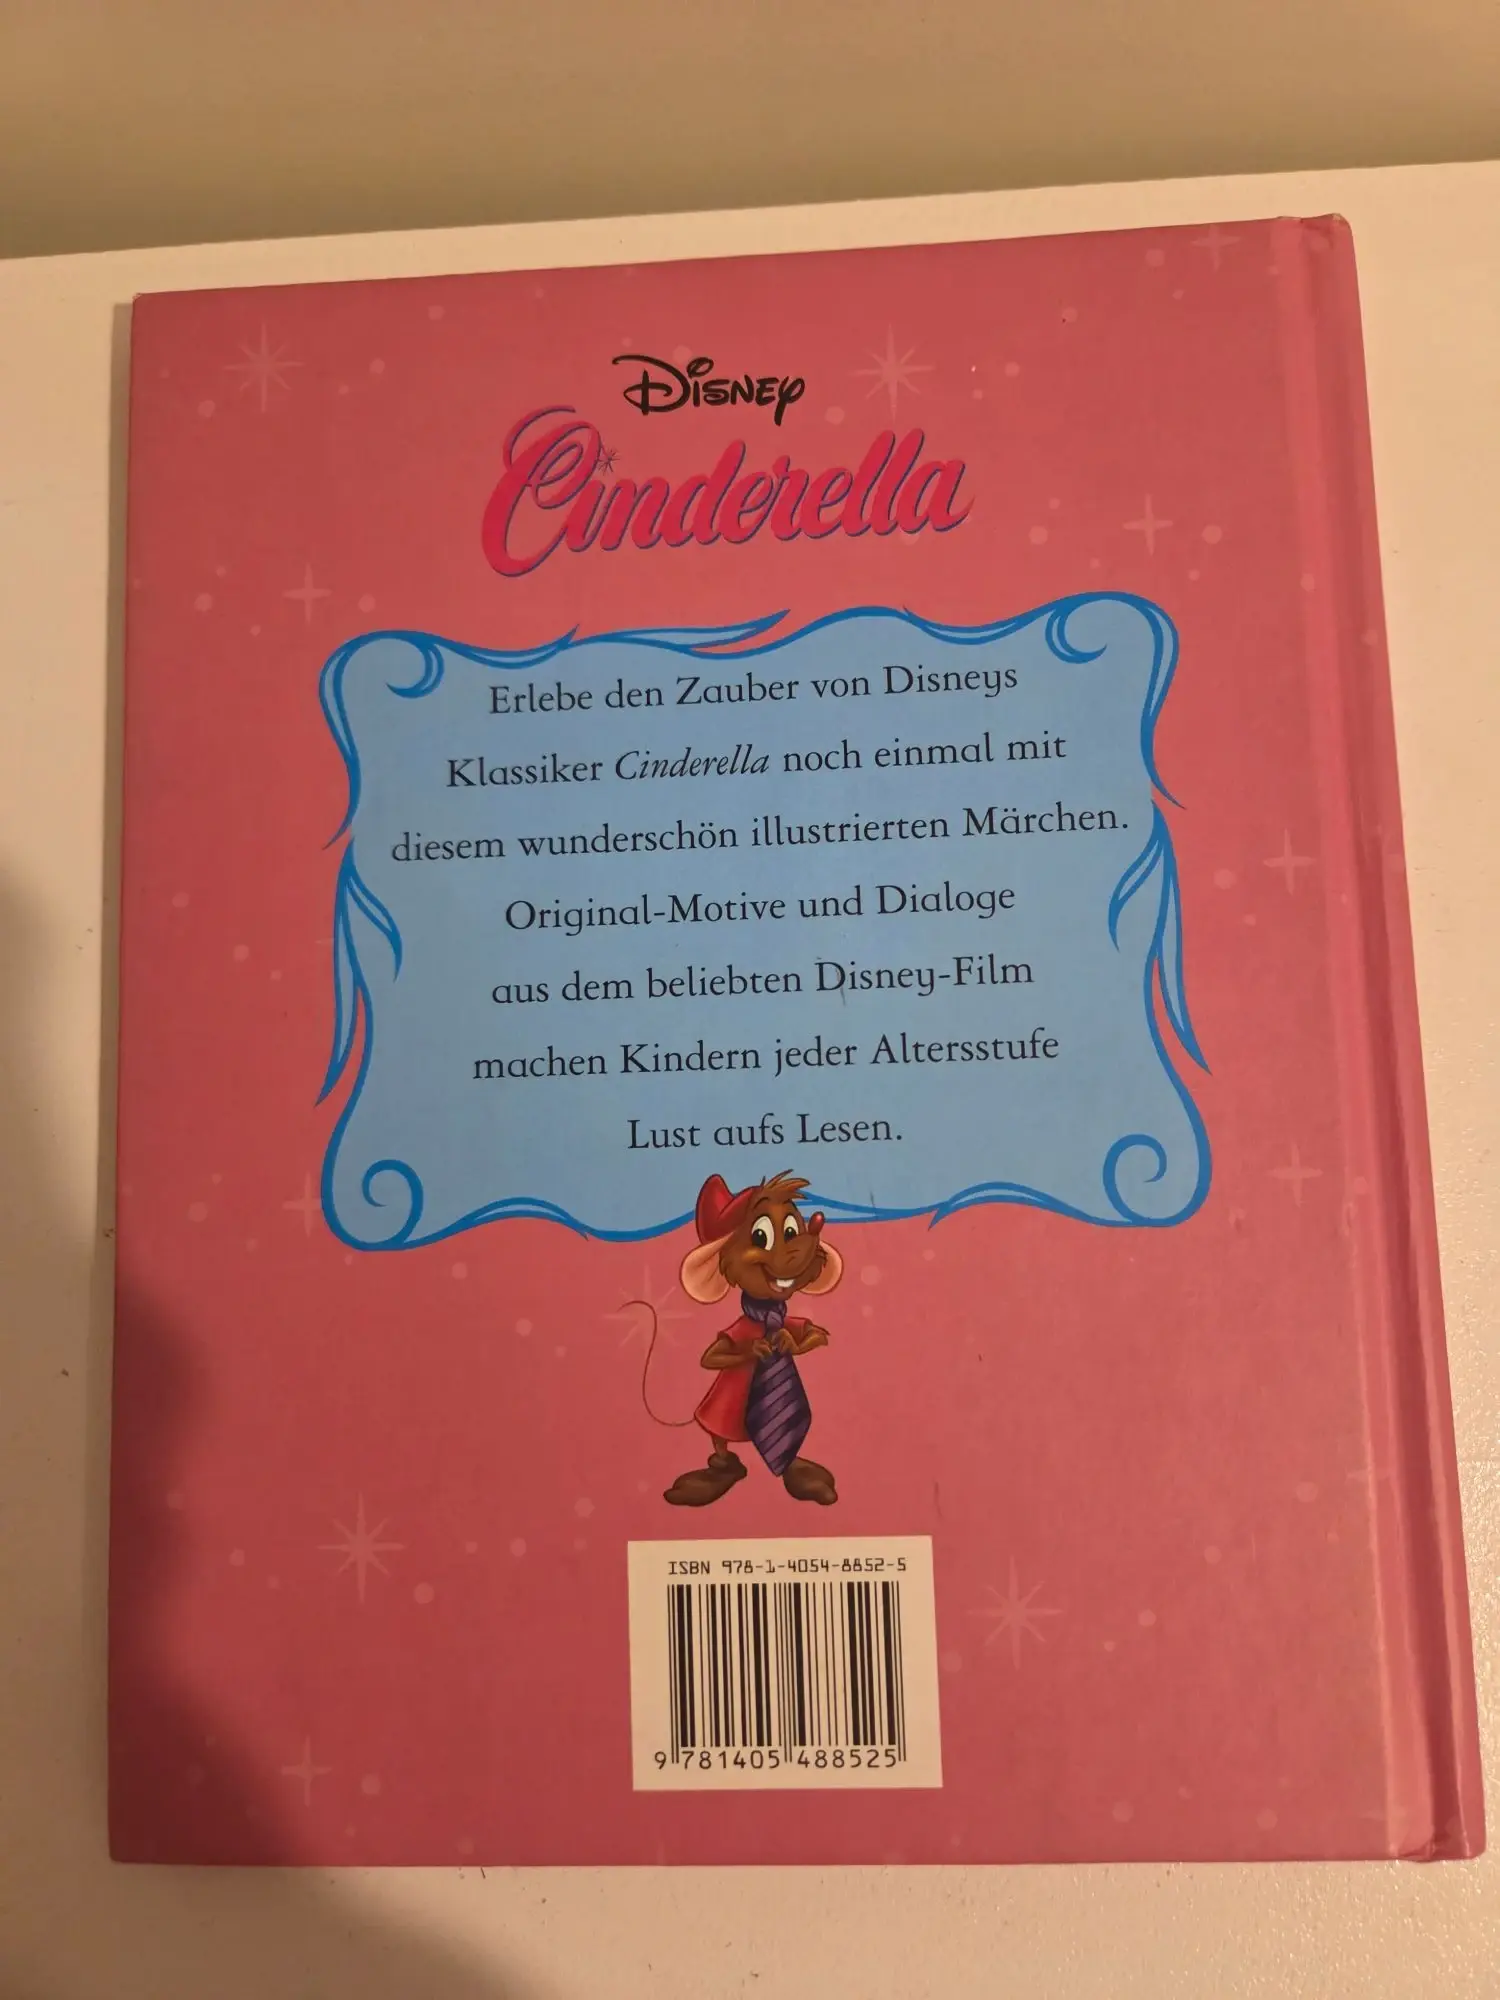 Disney
Cinderella
Erlebe den Zauber von Disneys
Klassiker Cinderella noch einmal mit
diesem wunderschön illustrierten Märchen.
Original-Motive und Dialoge
aus dem beliebten Disney-Film
machen Kindern jeder Altersstufe
Lust aufs Lesen.
ISBN 978-1-4054-8852-5
9 781405 488525